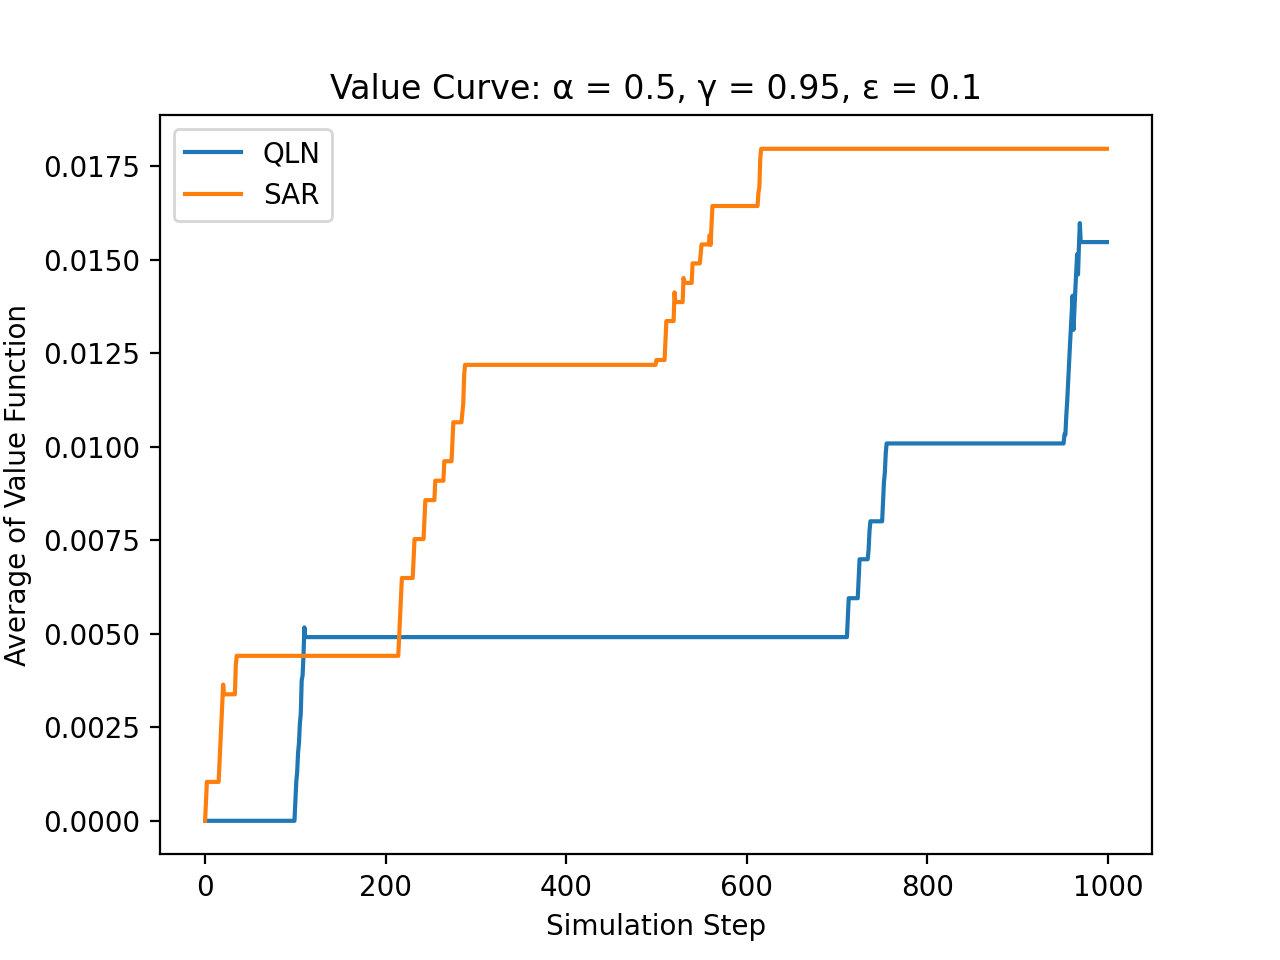 Value Curve: α = 0.5, γ = 0.95, ε = 0.1
QLN
SAR
Average of Value Function
0.0175
0.0150
0.0125
0.0100
0.0075
0.0050
0.0025
0.0000
0 200 400 600 800 1000
Simulation Step